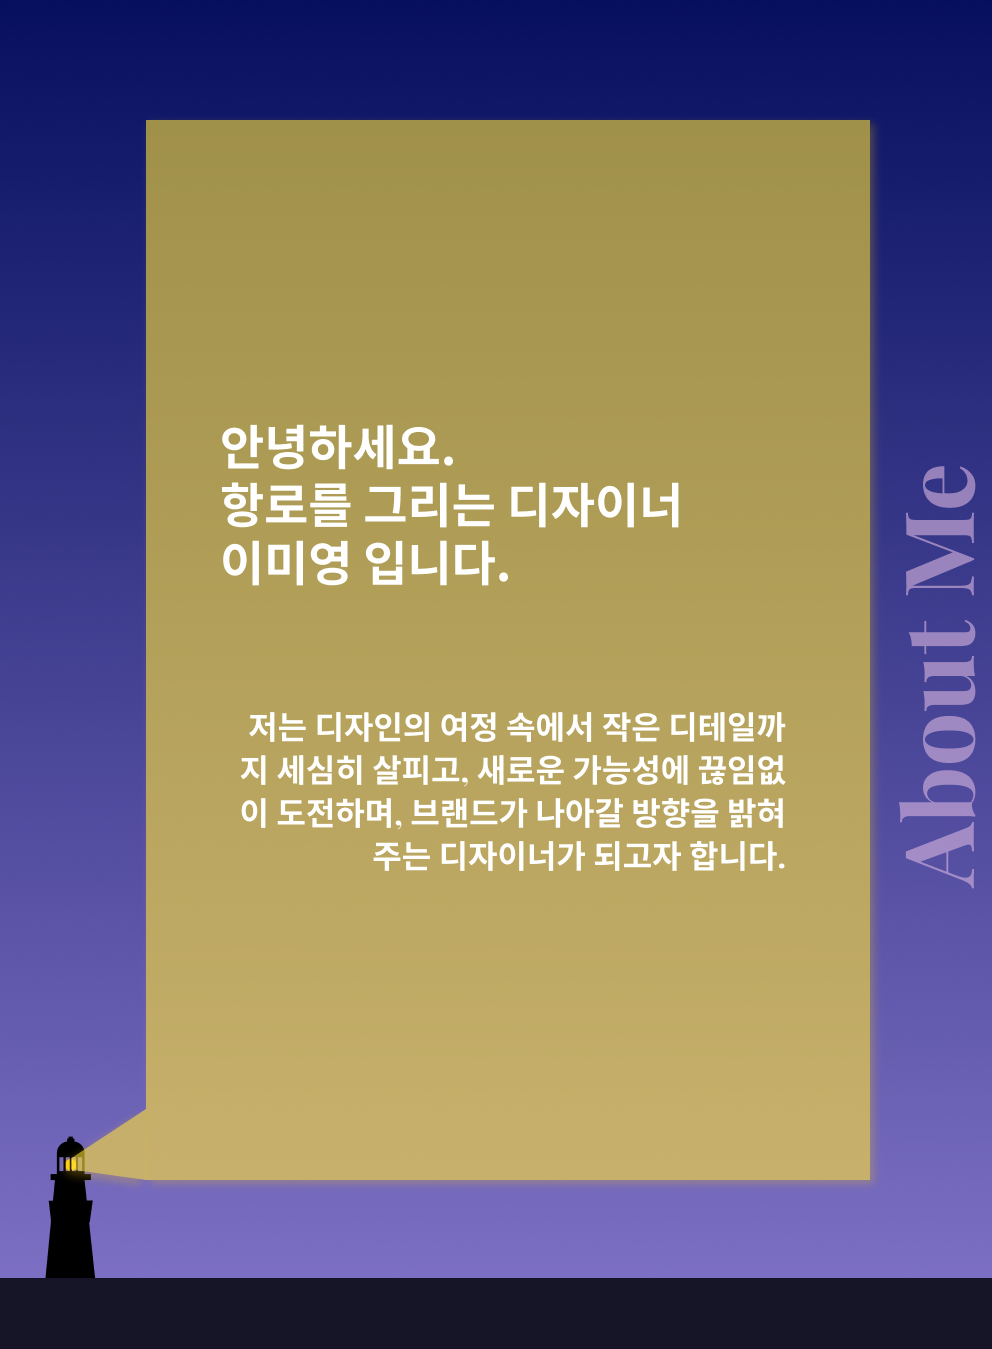 안녕하세요.
항로를 그리는 디자이너
이미영 입니다.
저는 디자인의 여정 속에서 작은 디테일까
지 세심히 살피고, 새로운 가능성에 끊임없
이 도전하며, 브랜드가 나아갈 방향을 밝혀
주는 디자이너가 되고자 합니다.
About Me